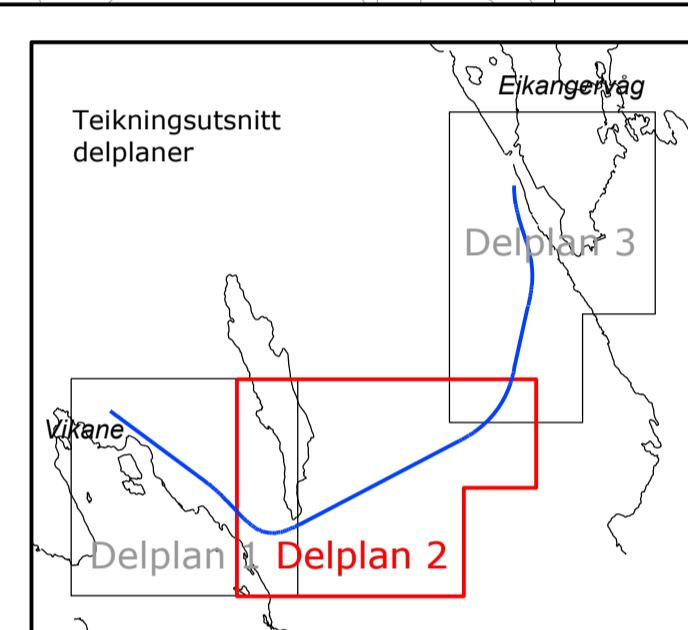 Eikangervåg
Teikningsutsnitt
delplaner
Delplan 3
Vikane
Delplan 1
Delplan 2